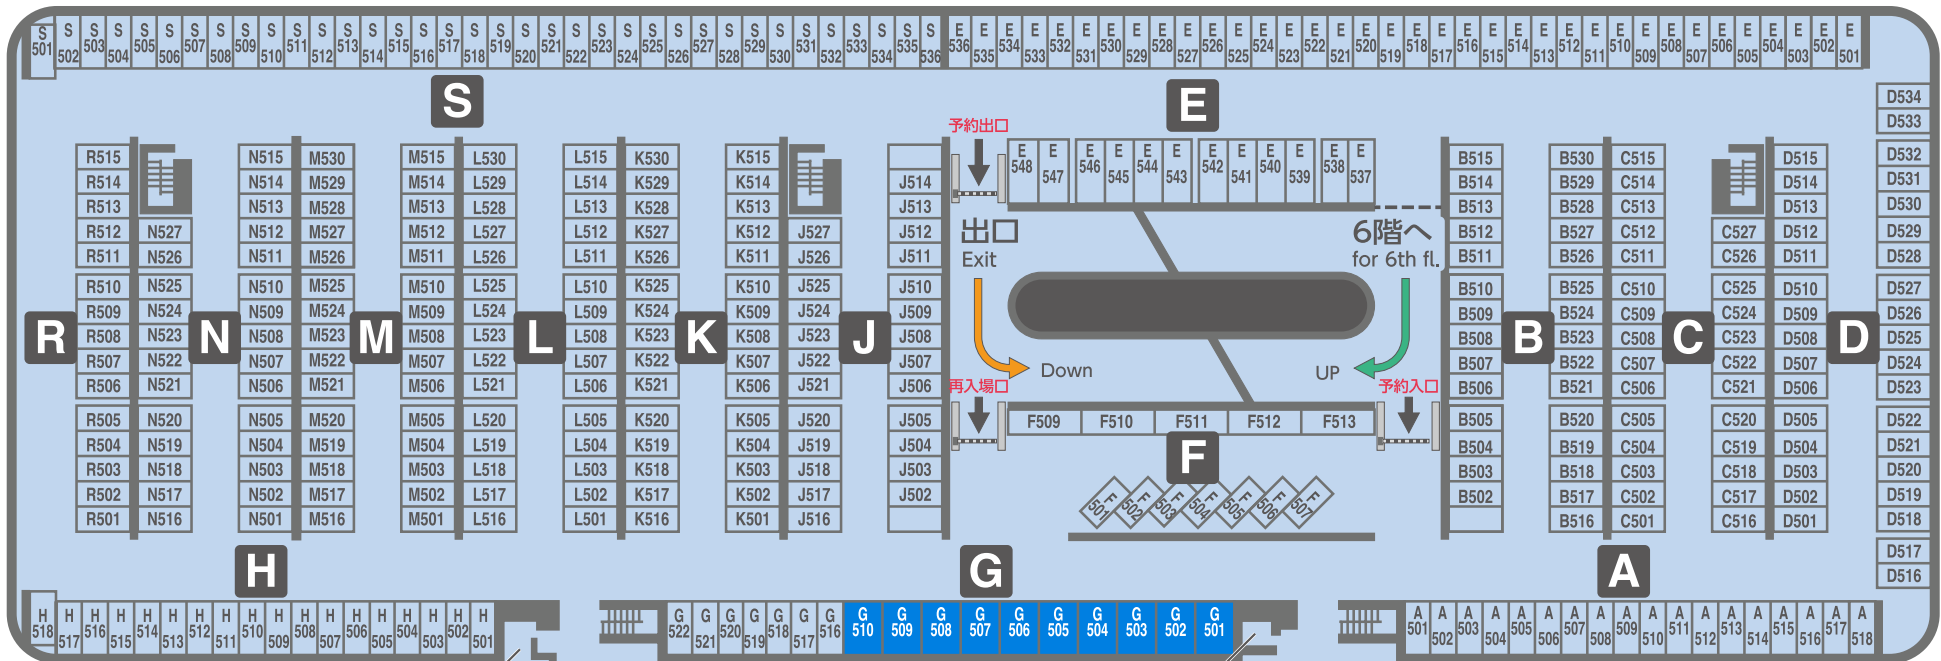 S 501 S 502 S 503 S 504 S 505 S 506 S 507 S 508 S 509 S 510 S 511 S 512 S 513 S 514 S 515 S 516 S 517 S 518 S 519 S 520 S 521 S 522 S 523 S 524 S 525 S 526 S 527 S 528 S 529 S 530 S 531 S 532 S 533 S 534 S 535 S 536 E 536 E 535 E 534 E 533 E 532 E 531 E 530 E 529 E 528 E 527 E 526 E 525 E 524 E 523 E 522 E 521 E 520 E 519 E 518 E 517 E 516 E 515 E 514 E 513 E 512 E 511 E 510 E 509 E 508 E 507 E 506 E 505 E 504 E 503 E 502 E 501
S E
D534
D533
予約出口
E 548 E 547 E 546 E 545 E 544 E 543 E 542 E 541 E 540 E 539 E 538 E 537
R515 N515 M530 M515 L530 L515 K530 K515 B515 B530 C515 D515 D532
R514 N514 M529 M514 L529 L514 K529 K514 J514 B514 B529 C514 D514 D531
R513 N513 M528 M513 L528 L513 K528 K513 J513 B513 B528 C513 D513 D530
R512 N527 N512 M527 M512 L527 L512 K527 K512 J527 J512 B512 B527 C512 C527 D512 D529
R511 N526 N511 M526 M511 L526 L511 K526 K511 J526 J511 B511 B526 C511 C526 D511 D528
出口
Exit
6階へ
for 6th fl.
R510 N525 N510 M525 M510 L525 L510 K525 K510 J525 J510 B510 B525 C510 C525 D510 D527
R509 N524 N509 M524 M509 L524 L509 K524 K509 J524 J509 B509 B524 C509 C524 D509 D526
R508 N523 N508 M523 M508 L523 L508 K523 K508 J523 J508 B508 B523 C508 C523 D508 D525
R507 N522 N507 M522 M507 L522 L507 K522 K507 J522 J507 B507 B522 C507 C522 D507 D524
R506 N521 N506 M521 M506 L521 L506 K521 K506 J521 J506 B506 B521 C506 C521 D506 D523
R N M L K J B C D
Down
UP
再入場口
予約入口
R505 N520 N505 M520 M505 L520 L505 K520 K505 J520 J505 B505 B520 C505 C520 D505 D522
R504 N519 N504 M519 M504 L519 L504 K519 K504 J519 J504 B504 B519 C504 C519 D504 D521
R503 N518 N503 M518 M503 L518 L503 K518 K503 J518 J503 B503 B518 C503 C518 D503 D520
R502 N517 N502 M517 M502 L517 L502 K517 K502 J517 J502 B502 B517 C502 C517 D502 D519
R501 N516 N501 M516 M501 L516 L501 K516 K501 J516 B516 C501 C516 D501 D518
F509 F510 F511 F512 F513
F
F 501 F 502 F 503 F 504 F 505 F 506 F 507
D517
D516
H G A
H 518 H 517 H 516 H 515 H 514 H 513 H 512 H 511 H 510 H 509 H 508 H 507 H 506 H 505 H 504 H 503 H 502 H 501 G 522 G 521 G 520 G 519 G 518 G 517 G 516 G 510 G 509 G 508 G 507 G 506 G 505 G 504 G 503 G 502 G 501 A 501 A 502 A 503 A 504 A 505 A 506 A 507 A 508 A 509 A 510 A 511 A 512 A 513 A 514 A 515 A 516 A 517 A 518